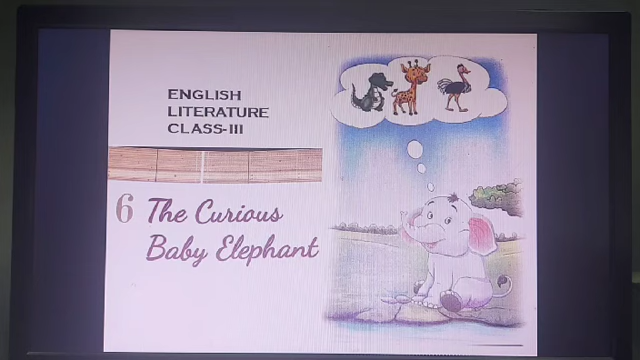 ENGLISH
LITERATURE
CLASS-III
6 The Curious
Baby Elephant